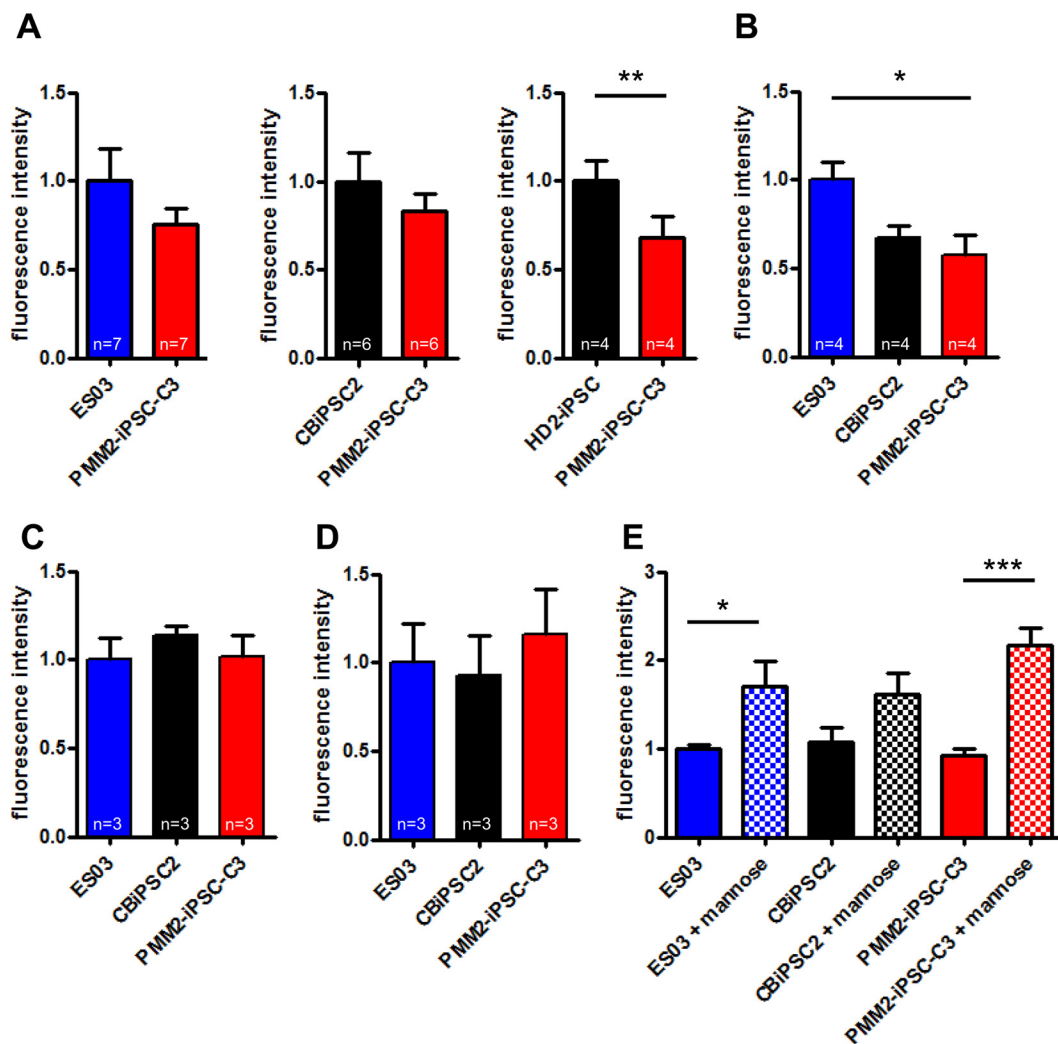 A
fluorescence intensity
1.5
1.0
0.5
0.0
n=7
n=7
ES03
PMM2-iPSC-C3
fluorescence intensity
1.5
1.0
0.5
0.0
n=6
n=6
CBiPSC2
PMM2-iPSC-C3
fluorescence intensity
1.5
1.0
0.5
0.0
**
n=4
n=4
HD2-iPSC
PMM2-iPSC-C3
B
fluorescence intensity
1.5
1.0
0.5
0.0
*
n=4
n=4
n=4
ES03
CBiPSC2
PMM2-iPSC-C3
C
fluorescence intensity
1.5
1.0
0.5
0.0
n=3
n=3
n=3
ES03
CBiPSC2
PMM2-iPSC-C3
D
fluorescence intensity
1.5
1.0
0.5
0.0
n=3
n=3
n=3
ES03
CBiPSC2
PMM2-iPSC-C3
E
fluorescence intensity
3
2
1
0
*
***
ES03
ES03 + mannose
CBiPSC2
CBiPSC2 + mannose
PMM2-iPSC-C3
PMM2-iPSC-C3 + mannose